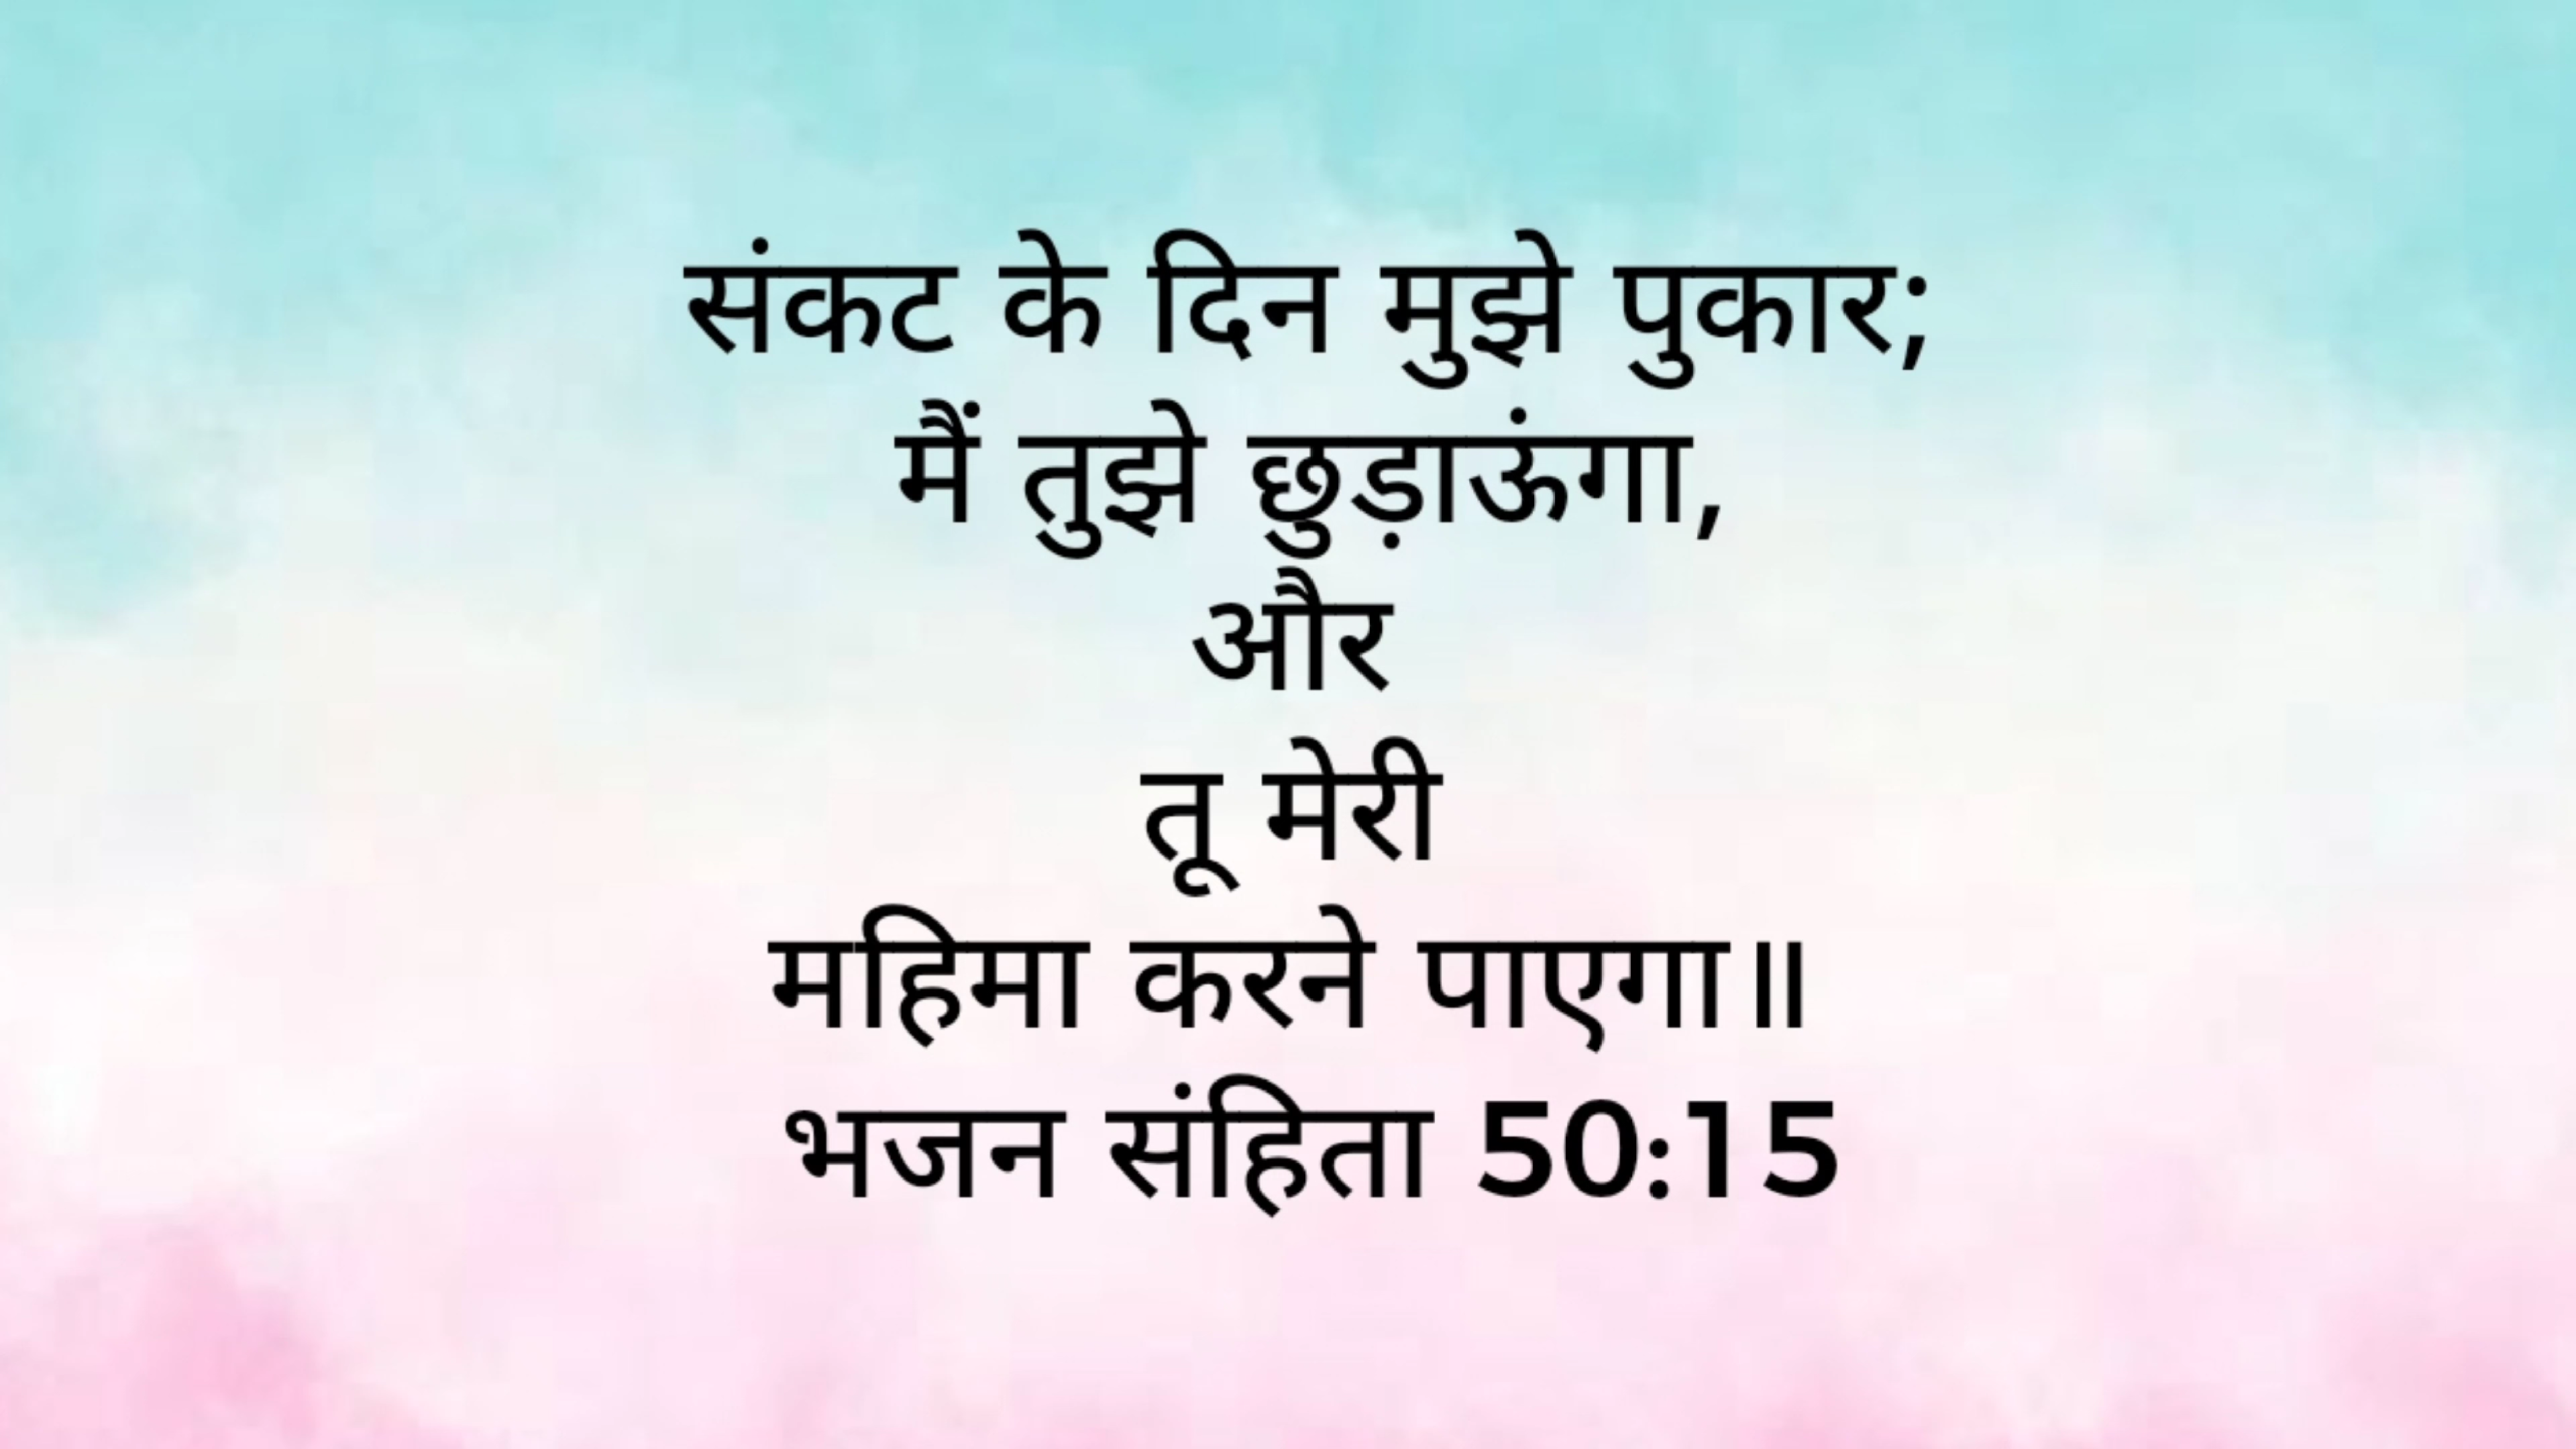 संकट के दिन मुझे पुकार;
मैं तुझे छुड़ाऊंगा,
और
तू मेरी
महिमा करने पाएगा॥
भजन संहिता 50:15